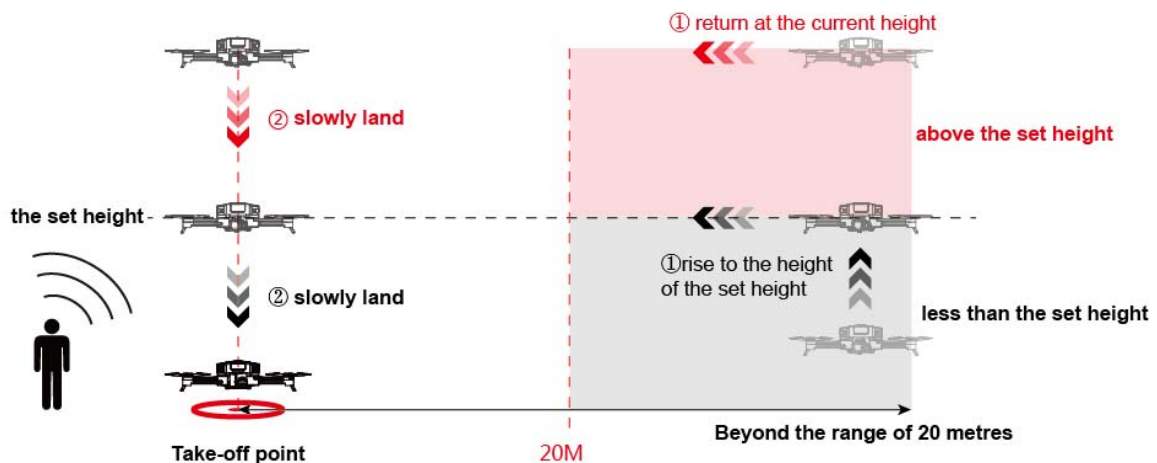 ① return at the current height
② slowly land
above the set height
the set height
①rise to the height
of the set height
② slowly land
less than the set height
Beyond the range of 20 metres
Take-off point
20M